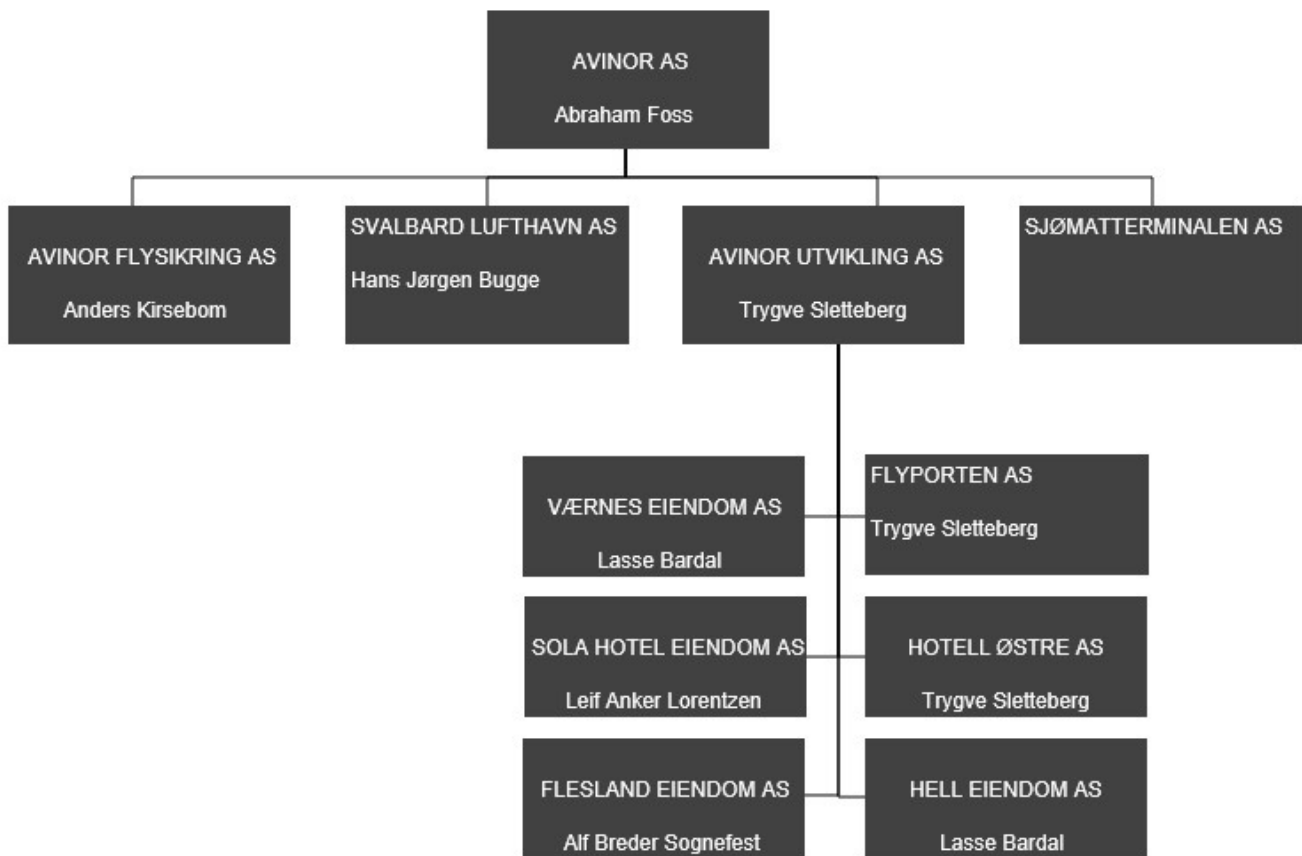 AVINOR AS
Abraham Foss
AVINOR FLYSIKRING AS
Anders Kirsebom
SVALBARD LUFTHAVN AS
Hans Jørgen Bugge
AVINOR UTVIKLING AS
Trygve Sletteberg
SJØMATTERMINALEN AS
VÆRNES EIENDOM AS
Lasse Bardal
FLYPORTEN AS
Trygve Sletteberg
SOLA HOTEL EIENDOM AS
Leif Anker Lorentzen
HOTELL ØSTRE AS
Trygve Sletteberg
FLESLAND EIENDOM AS
Alf Breder Sognefest
HELL EIENDOM AS
Lasse Bardal